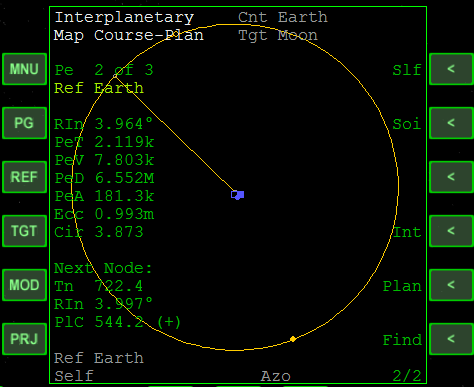 Interplanetary Cnt Earth
Map Course-Plan Tgt Moon
MNU Pe 2 of 3 Slf <
Ref Earth
PG RIn 3.964° Soi <
PeT 2.119k
PeV 7.803k
REF PeD 6.552M <
PeA 181.3k
Ecc 0.993m
TGT Cir 3.873 Int <
Next Node:
MOD Tn 722.4 Plan <
RIn 3.997°
PlC 544.2 (+)
PRJ Find <
Ref Earth
Self Azo 2/2